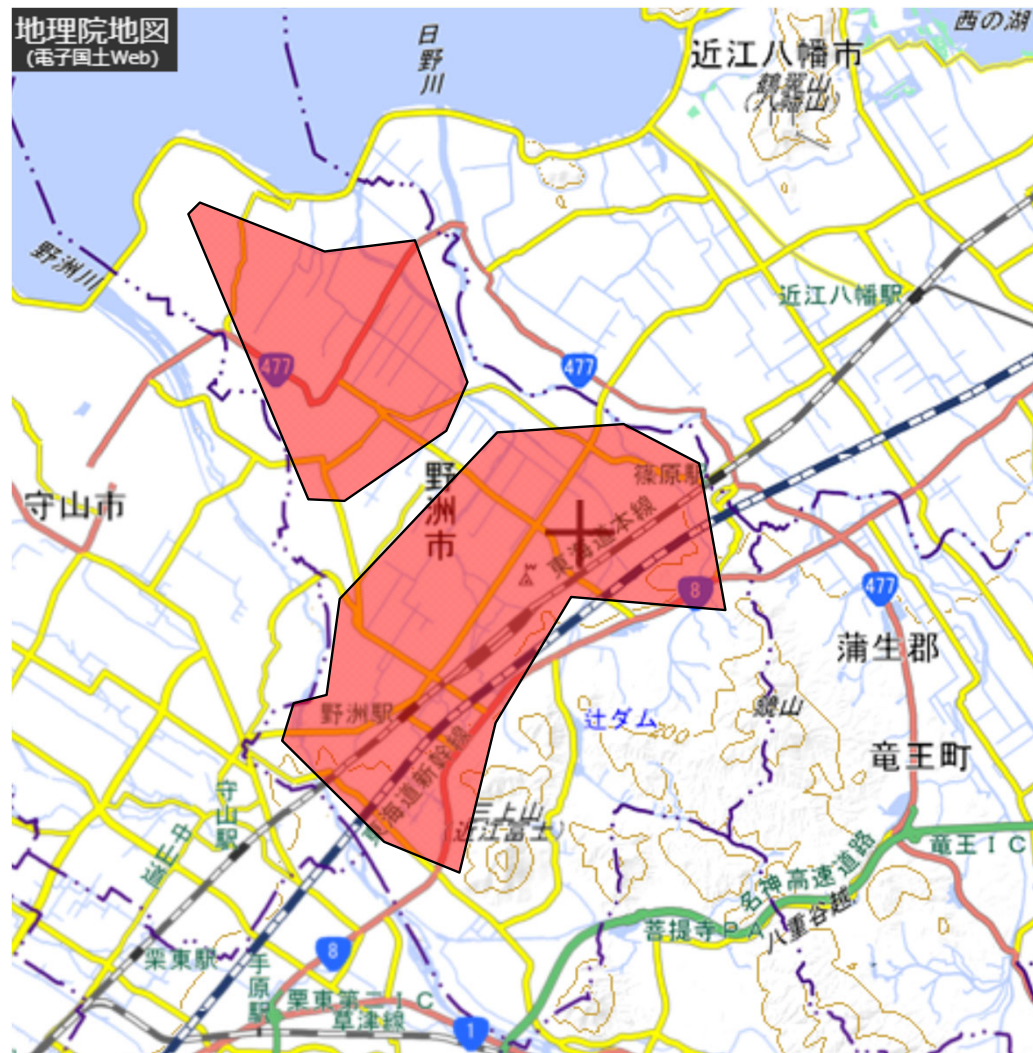 地理院地図
(電子国土Web)
西の湖
日野川
近江八幡市
鶴翼山
(八幡山)
野洲川
近江八幡駅
477
477
野洲市
篠原駅
守山市
東海道本線
8
477
蒲生郡
野洲駅
辻ダム
鏡山
200
竜王町
東海道新幹線
三上山
(近江富士)
守山駅
中山道
竜王IC
名神高速道路
菩提寺PA
八重谷越
8
栗東駅
手原駅
栗東第二IC
草津線
1